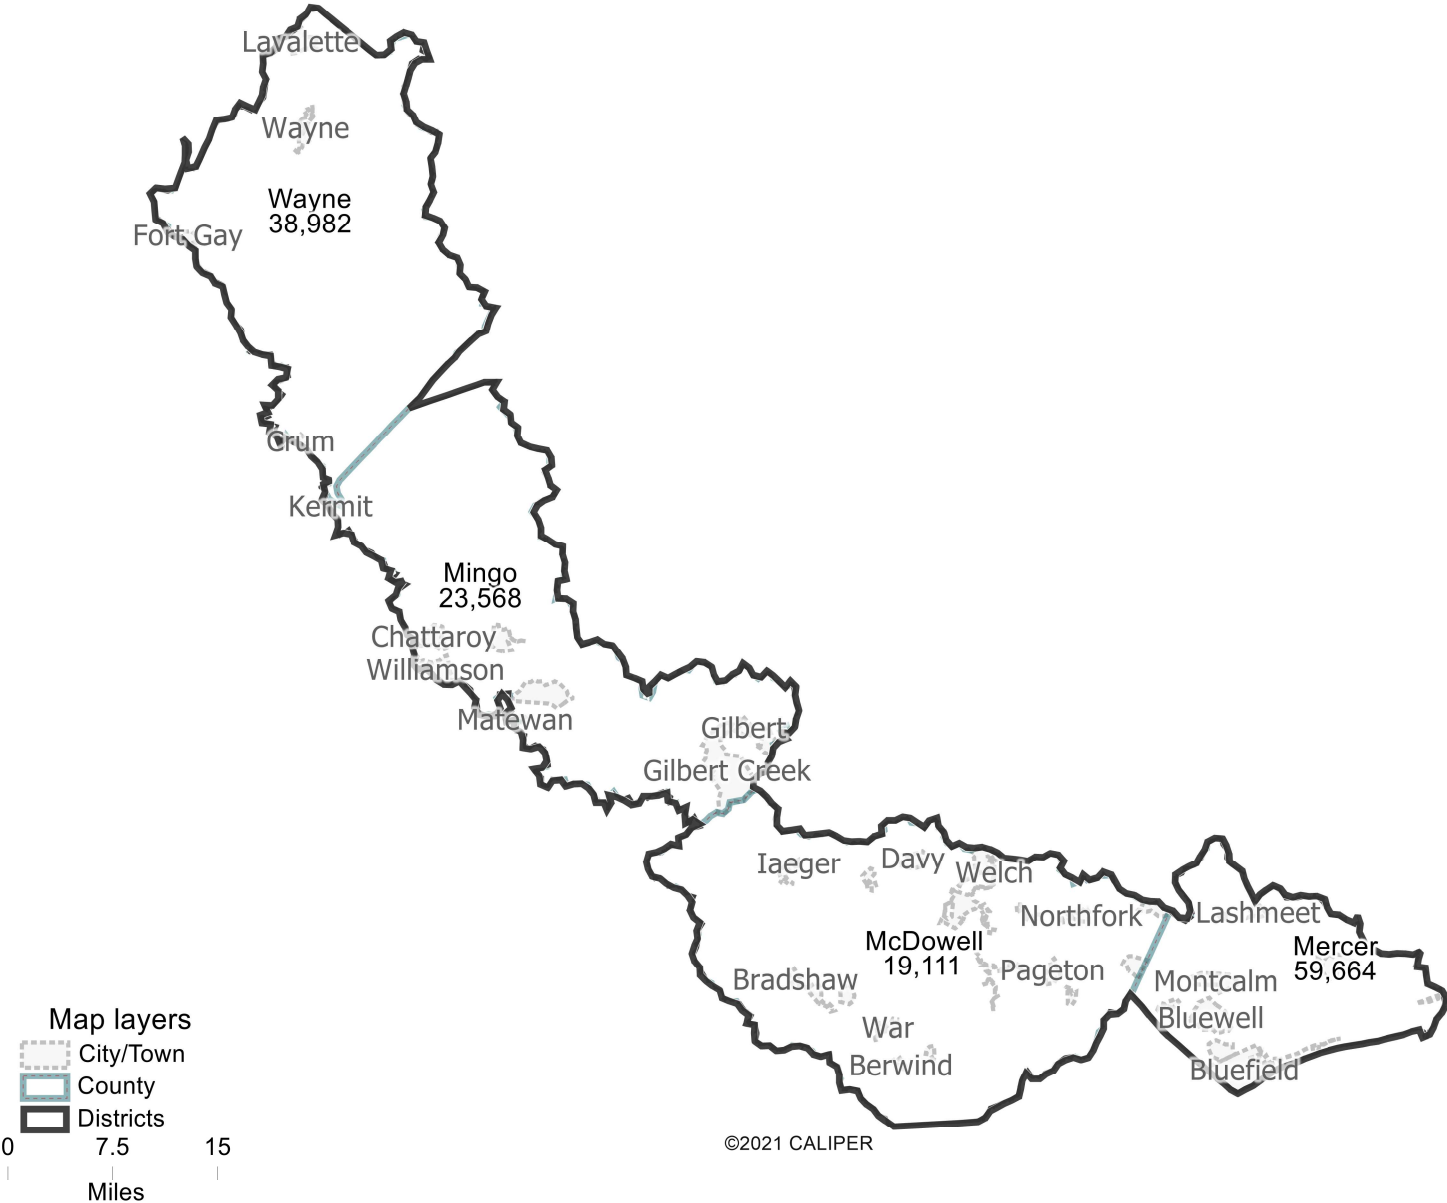 Lavalette
Wayne
Wayne
38,982
Fort Gay
Crum
Kermit
Mingo
23,568
Chattaroy
Williamson
Matewan
Gilbert
Gilbert Creek
Iaeger
Davy
Welch
Northfork
Lashmeet
McDowell
19,111
Mercer
59,664
Bradshaw
Pageton
Montcalm
War
Bluewell
Berwind
Bluefield
Map layers
City/Town
County
Districts
0 7.5 15
Miles
©2021 CALIPER